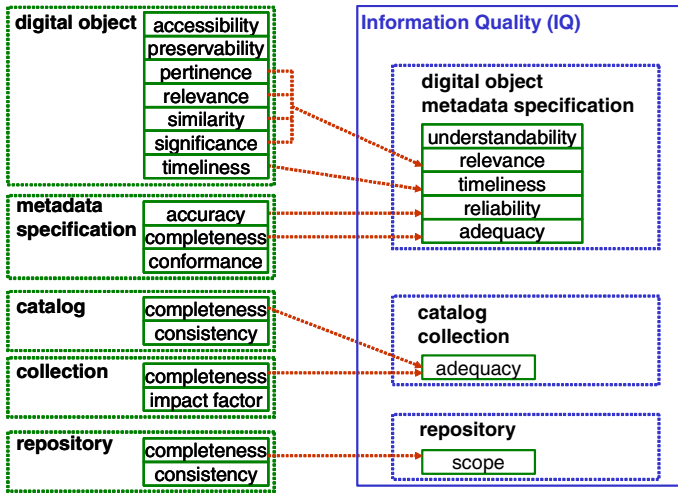 digital object
accessibility
preservability
pertinence
relevance
similarity
significance
timeliness
metadata
specification
accuracy
completeness
conformance
catalog
completeness
consistency
collection
completeness
impact factor
repository
completeness
consistency
Information Quality (IQ)
digital object
metadata specification
understandability
relevance
timeliness
reliability
adequacy
catalog
collection
adequacy
repository
scope